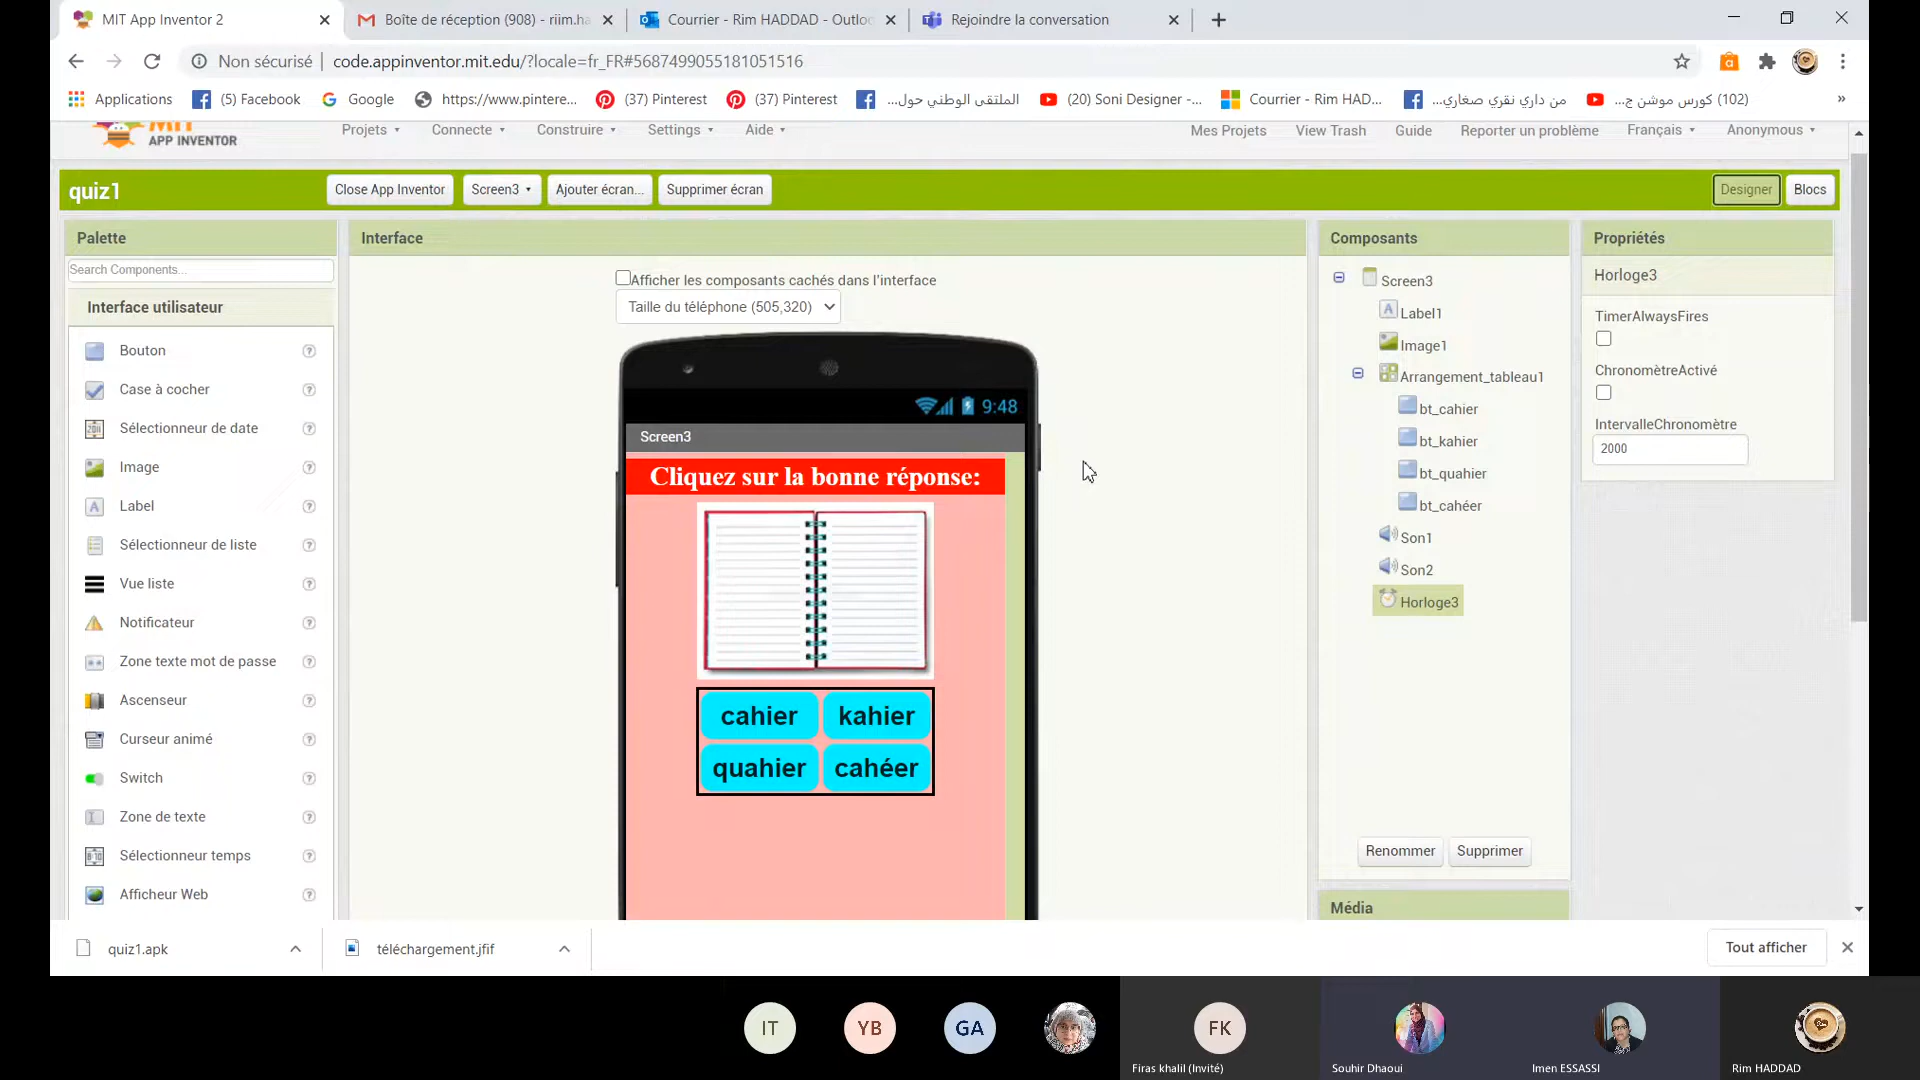 MIT App Inventor 2
Boîte de réception (908) - riim.ha
Courrier - Rim HADDAD - Outlo
Rejoindre la conversation
Non sécurisé | code.appinventor.mit.edu/?locale=fr_FR#5687499055181051516
Applications
(5) Facebook
Google
https://www.pintere...
(37) Pinterest
(37) Pinterest
الملتقى الوطني حول...
(20) Soni Designer -...
Courrier - Rim HAD...
من داري نقري صغاري...
(102) كورس موشن ج...
»
MIT
APP INVENTOR
Projets
Connecte
Construire
Settings
Aide
Mes Projets
View Trash
Guide
Reporter un problème
Français
Anonymous
quiz1
Close App Inventor
Screen3
Ajouter écran...
Supprimer écran
Designer
Blocs
Palette
Interface
Composants
Propriétés
Search Components...
Interface utilisateur
Bouton
Case à cocher
Sélectionneur de date
Image
Label
Sélectionneur de liste
Vue liste
Notificateur
Zone texte mot de passe
Ascenseur
Curseur animé
Switch
Zone de texte
Sélectionneur temps
Afficheur Web
Afficher les composants cachés dans l'interface
Taille du téléphone (505,320)
9:48
Screen3
Cliquez sur la bonne réponse:
cahier
kahier
quahier
cahéer
Screen3
Label1
Image1
Arrangement_tableau1
bt_cahier
bt_kahier
bt_quahier
bt_cahéer
Son1
Son2
Horloge3
Renommer
Supprimer
Média
Horloge3
TimerAlwaysFires
ChronomètreActivé
IntervalleChronomètre
2000
quiz1.apk
téléchargement.jfif
Tout afficher
IT
YB
GA
FK
Firas khalil (Invité)
Souhir Dhaoui
Imen ESSASSI
Rim HADDAD